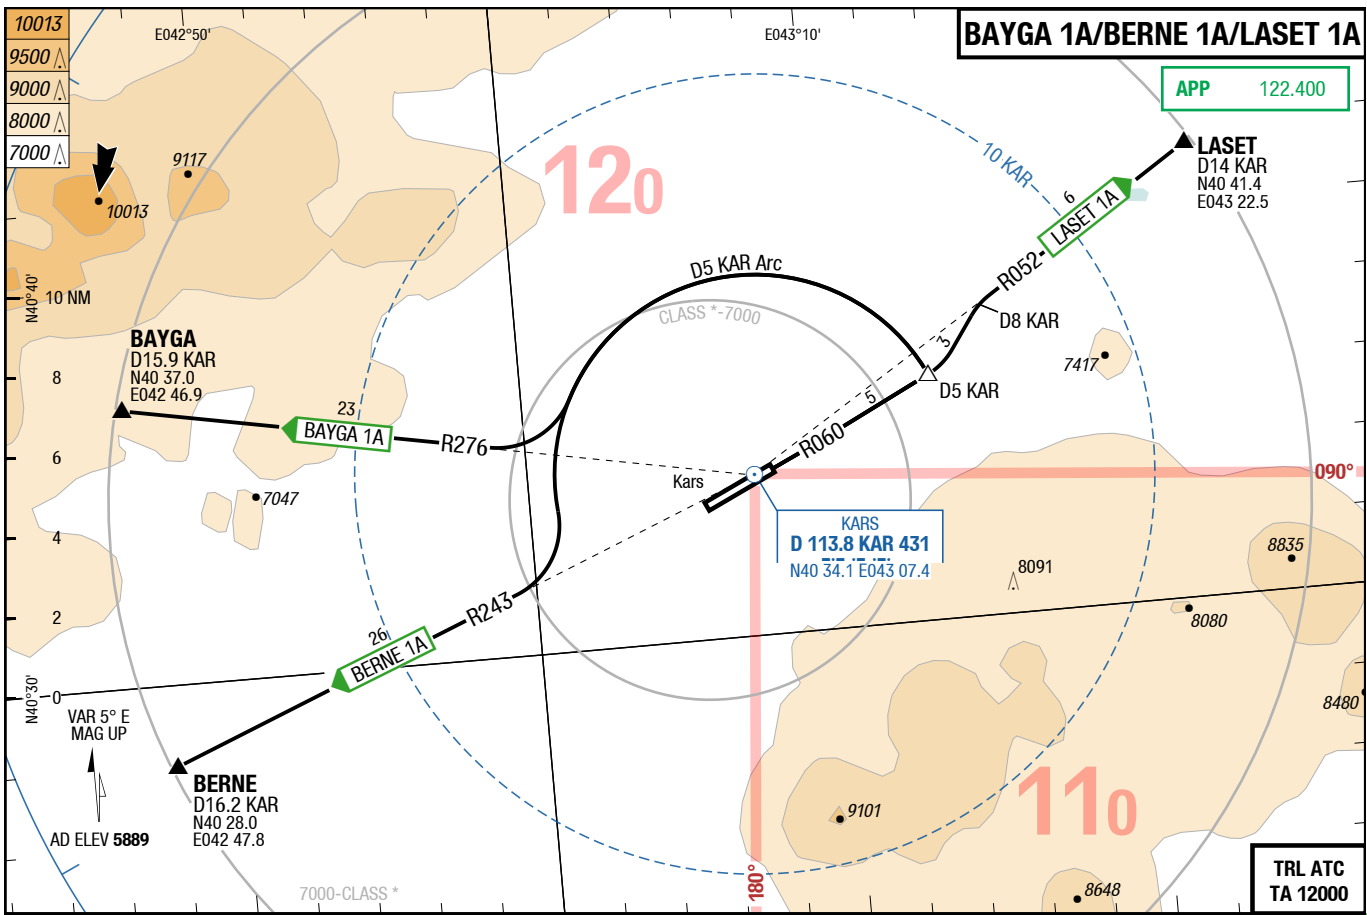 10013
9500
9000
8000
7000
E042°50'
E043°10'
BAYGA 1A/BERNE 1A/LASET 1A
APP 122.400
9117
10013
120
10 KAR
LASET
D14 KAR
N40 41.4
E043 22.5
6
LASET 1A
R052
D5 KAR Arc
N40°40'
10 NM
CLASS *-7000
D8 KAR
3
BAYGA
D15.9 KAR
N40 37.0
E042 46.9
7417
8
D5 KAR
5
23
BAYGA 1A
R276
R060
6
Kars
090°
7047
KARS
D 113.8 KAR 431
N40 34.1 E043 07.4
4
8835
8091
R243
2
8080
26
BERNE 1A
N40°30'
0
8480
VAR 5° E
MAG UP
BERNE
D16.2 KAR
N40 28.0
E042 47.8
110
9101
AD ELEV 5889
180°
7000-CLASS *
8648
TRL ATC
TA 12000